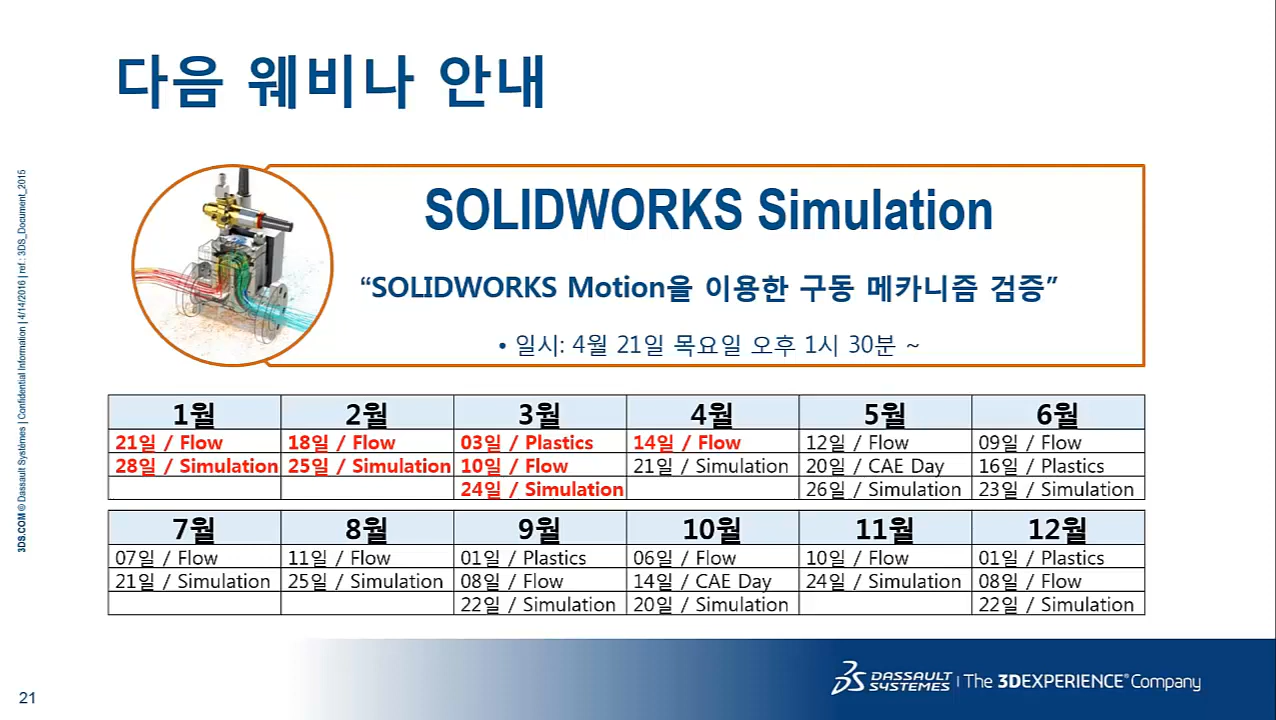 다음 웨비나 안내
SOLIDWORKS Simulation
“SOLIDWORKS Motion을 이용한 구동 메카니즘 검증”
• 일시: 4월 21일 목요일 오후 1시 30분 ~
1월 2월 3월 4월 5월 6월
21일 / Flow 18일 / Flow 03일 / Plastics 14일 / Flow 12일 / Flow 09일 / Flow
28일 / Simulation 25일 / Simulation 10일 / Flow 21일 / Simulation 20일 / CAE Day 16일 / Plastics
24일 / Simulation 26일 / Simulation 23일 / Simulation
7월 8월 9월 10월 11월 12월
07일 / Flow 11일 / Flow 01일 / Plastics 06일 / Flow 10일 / Flow 01일 / Plastics
21일 / Simulation 25일 / Simulation 08일 / Flow 14일 / CAE Day 24일 / Simulation 08일 / Flow
22일 / Simulation 20일 / Simulation 22일 / Simulation
3DS.COM © Dassault Systèmes | Confidential Information | 4/14/2016 | ref.: 3DS_Document_2015
21
DASSAULT
SYSTEMES | The 3DEXPERIENCE® Company